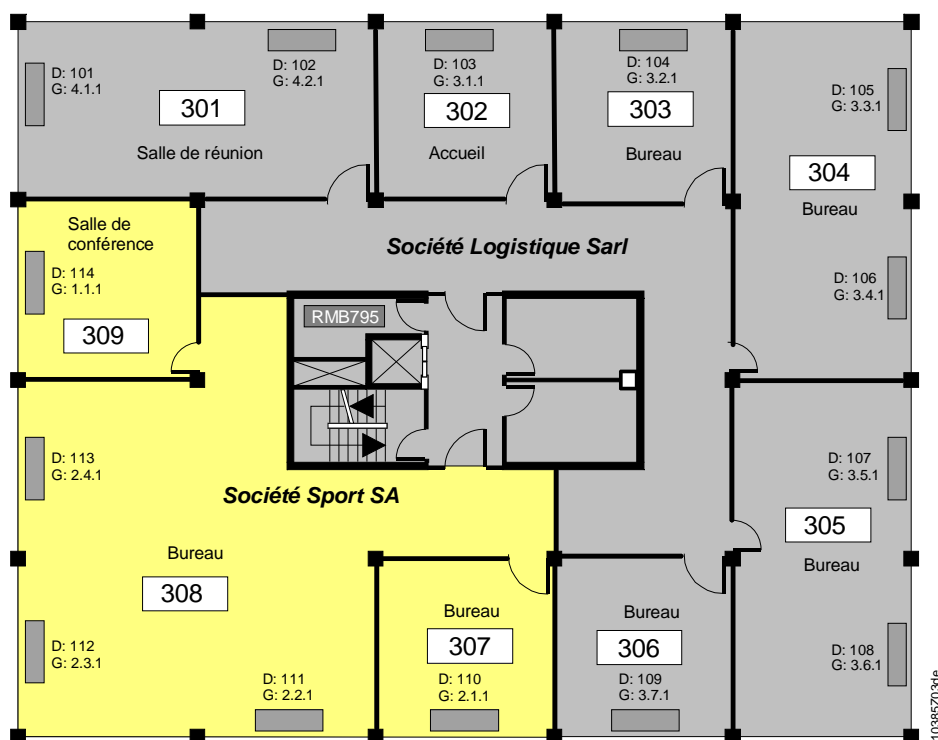 D: 101
G: 4.1.1
D: 102
G: 4.2.1
301
Salle de réunion
D: 103
G: 3.1.1
302
Accueil
D: 104
G: 3.2.1
303
Bureau
D: 105
G: 3.3.1
304
Bureau
D: 106
G: 3.4.1
Société Logistique Sarl
Salle de
conférence
D: 114
G: 1.1.1
309
RMB795
D: 113
G: 2.4.1
Société Sport SA
Bureau
308
D: 112
G: 2.3.1
D: 111
G: 2.2.1
Bureau
307
D: 110
G: 2.1.1
Bureau
306
D: 109
G: 3.7.1
D: 107
G: 3.5.1
305
Bureau
D: 108
G: 3.6.1
10385Z03de